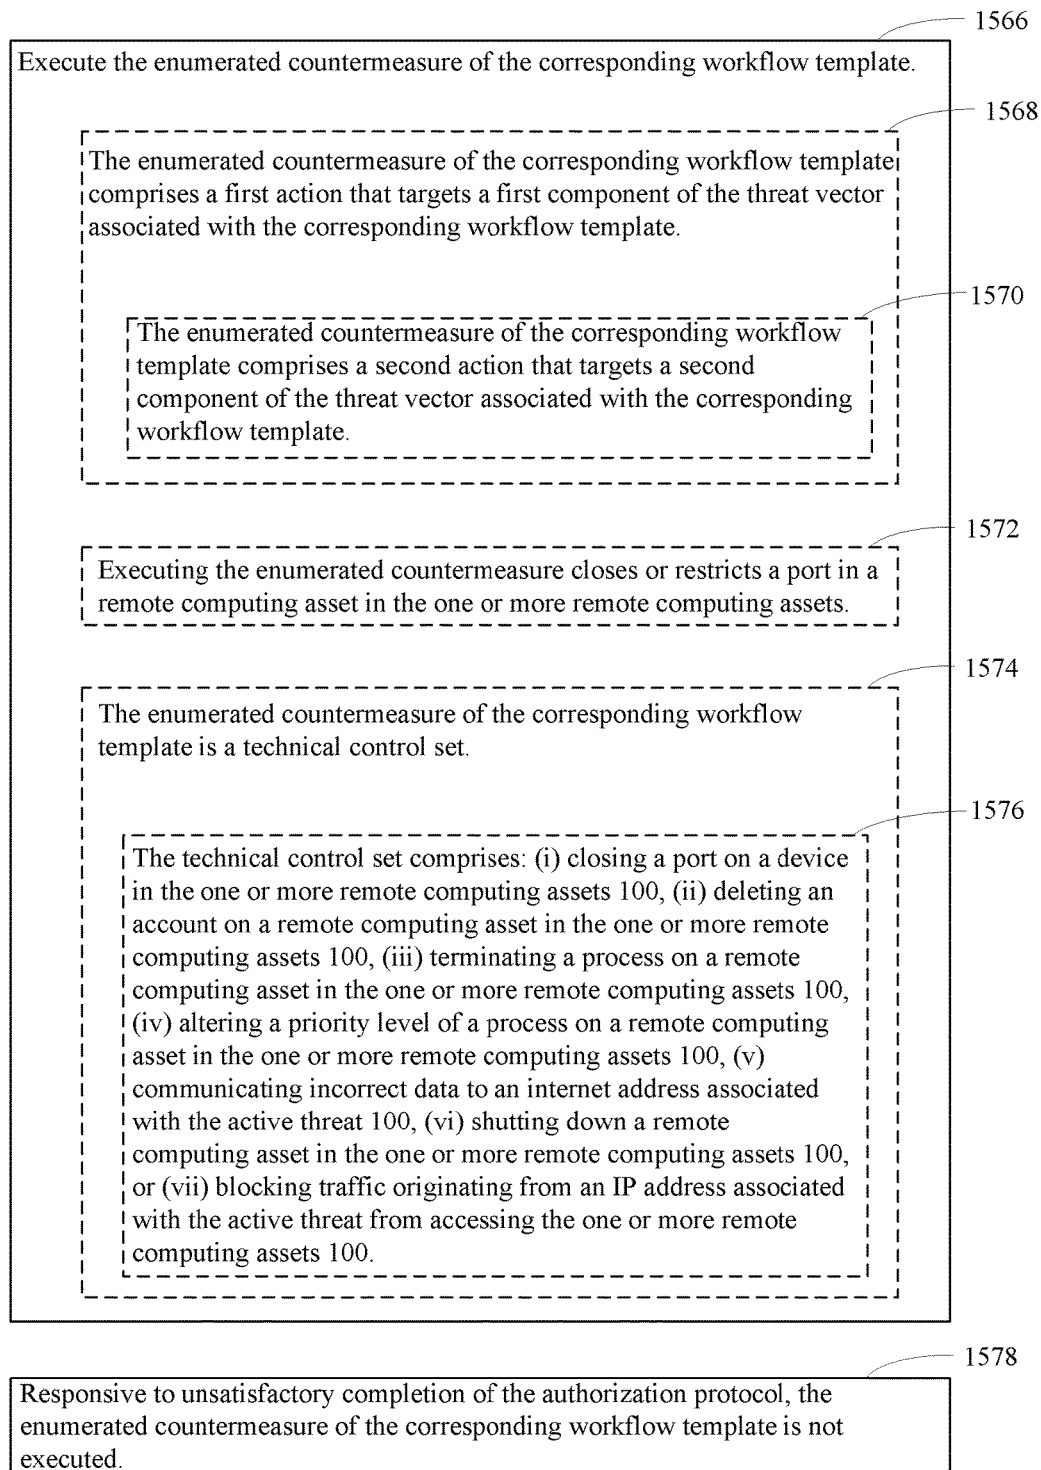 1566
Execute the enumerated countermeasure of the corresponding workflow template.
1568
The enumerated countermeasure of the corresponding workflow template
comprises a first action that targets a first component of the threat vector
associated with the corresponding workflow template.
1570
The enumerated countermeasure of the corresponding workflow
template comprises a second action that targets a second
component of the threat vector associated with the corresponding
workflow template.
1572
Executing the enumerated countermeasure closes or restricts a port in a
remote computing asset in the one or more remote computing assets.
1574
The enumerated countermeasure of the corresponding workflow
template is a technical control set.
1576
The technical control set comprises: (i) closing a port on a device
in the one or more remote computing assets 100, (ii) deleting an
account on a remote computing asset in the one or more remote
computing assets 100, (iii) terminating a process on a remote
computing asset in the one or more remote computing assets 100,
(iv) altering a priority level of a process on a remote computing
asset in the one or more remote computing assets 100, (v)
communicating incorrect data to an internet address associated
with the active threat 100, (vi) shutting down a remote
computing asset in the one or more remote computing assets 100,
or (vii) blocking traffic originating from an IP address associated
with the active threat from accessing the one or more remote
computing assets 100.
1578
Responsive to unsatisfactory completion of the authorization protocol, the
enumerated countermeasure of the corresponding workflow template is not
executed.